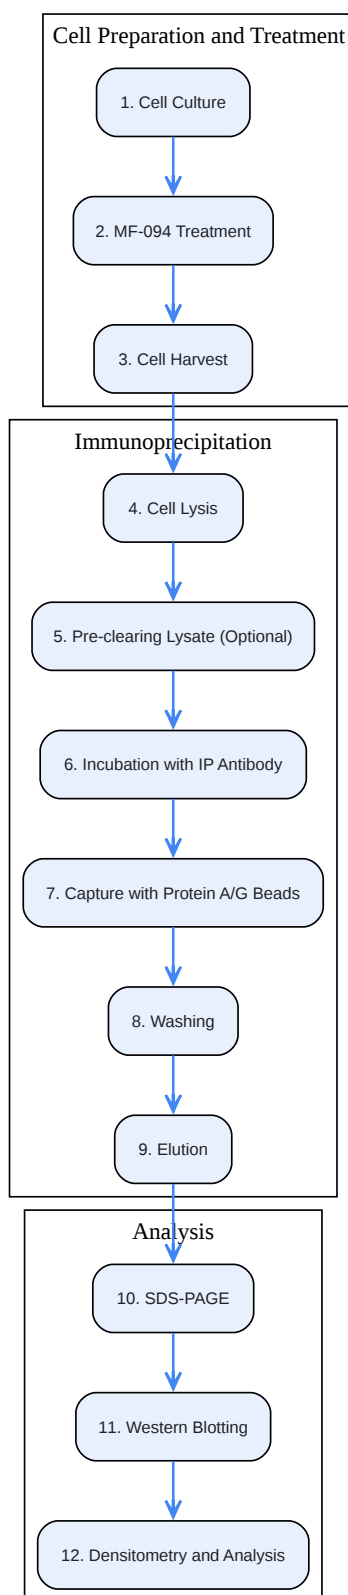 Cell Preparation and Treatment
1. Cell Culture
2. MF-094 Treatment
3. Cell Harvest
Immunoprecipitation
4. Cell Lysis
5. Pre-clearing Lysate (Optional)
6. Incubation with IP Antibody
7. Capture with Protein A/G Beads
8. Washing
9. Elution
Analysis
10. SDS-PAGE
11. Western Blotting
12. Densitometry and Analysis